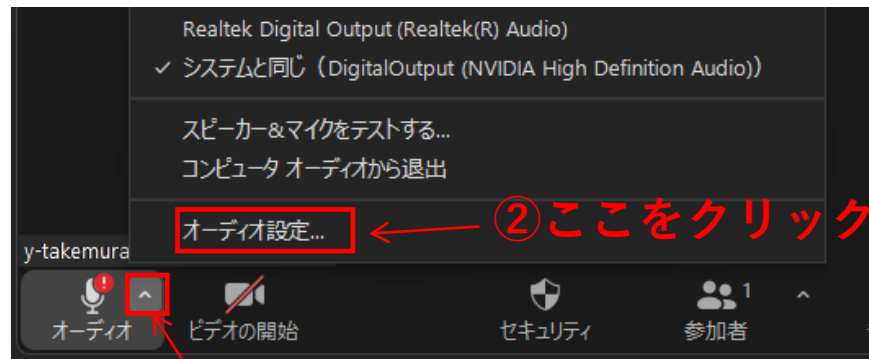 Realtek Digital Output (Realtek(R) Audio)
✓ システムと同じ（DigitalOutput (NVIDIA High Definition Audio)）
スピーカー&マイクをテストする...
コンピュータ オーディオから退出
オーディオ設定...
②ここをクリック
y-takemura
オーディオ
ビデオの開始
セキュリティ
1
参加者